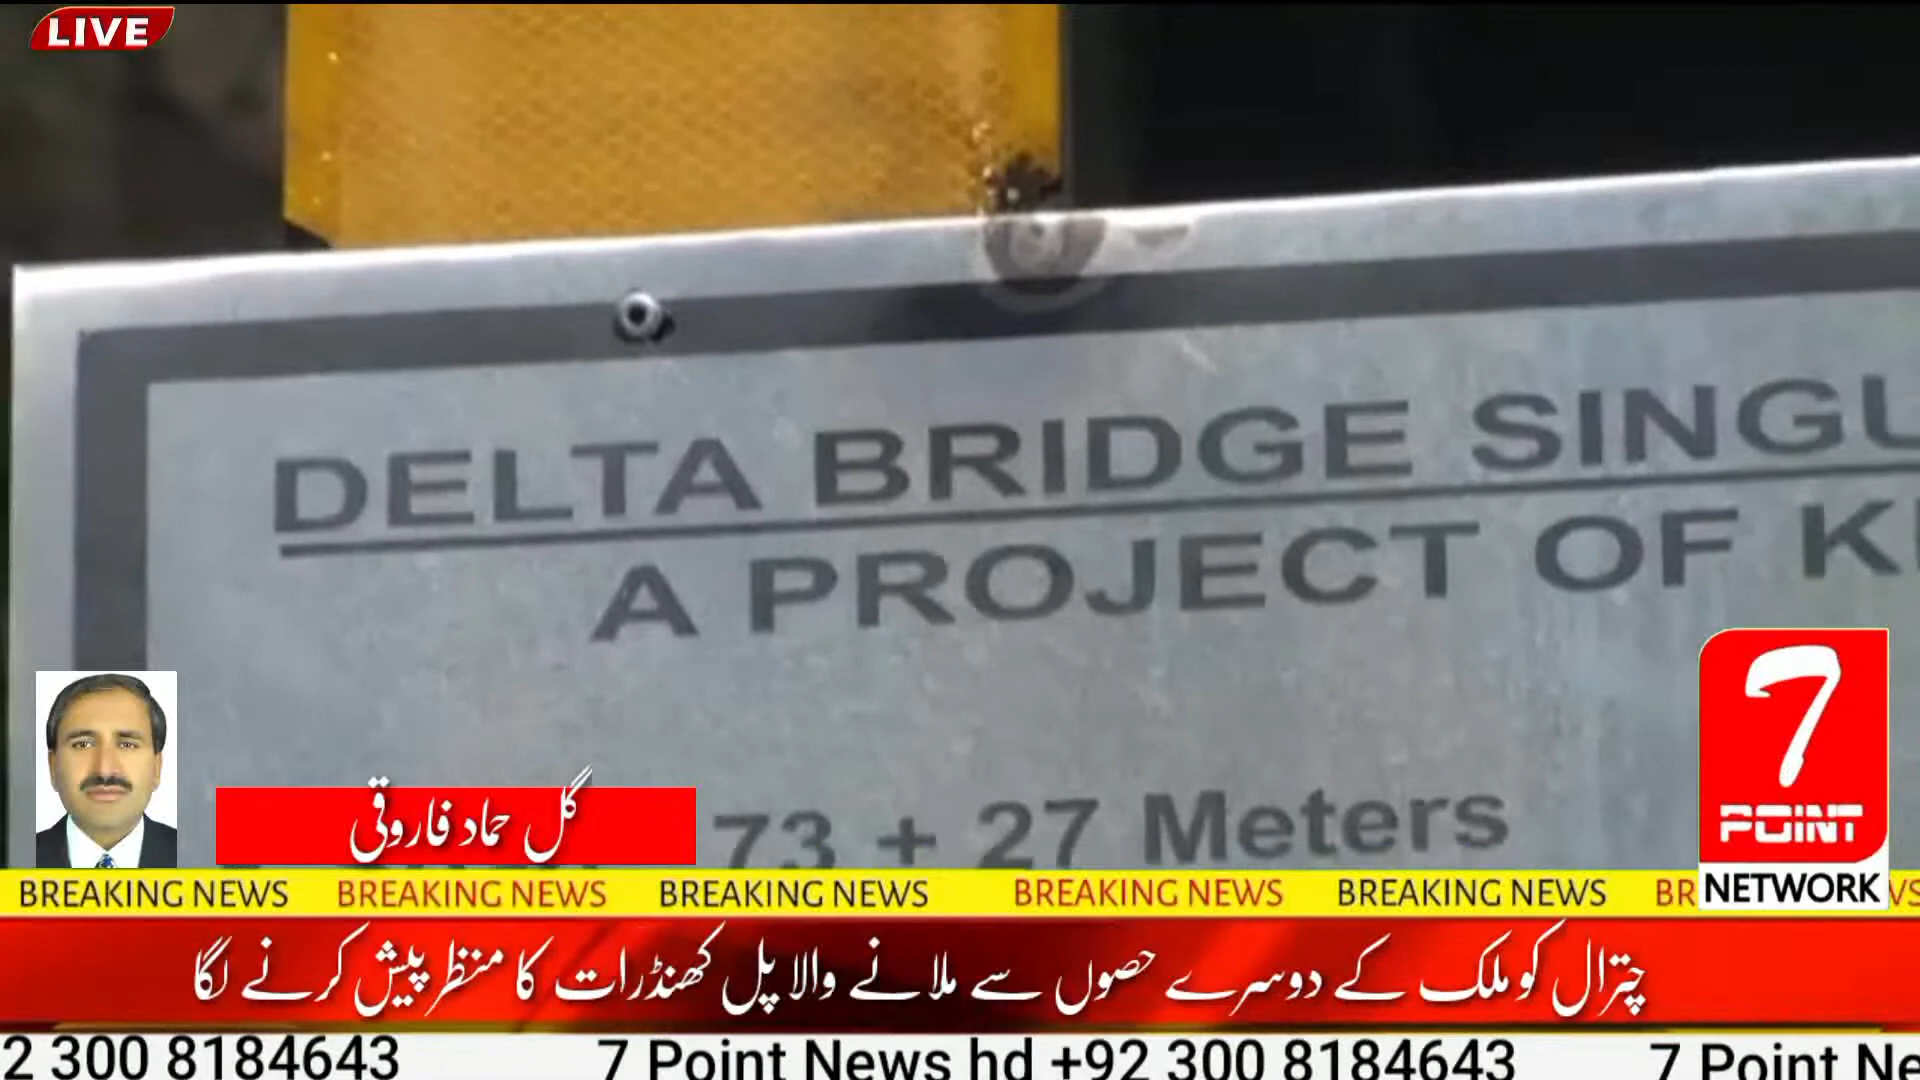 LIVE
DELTA BRIDGE SINGU
A PROJECT OF K
73 + 27 Meters
گل حماد فاروقی
7
POINT
NETWORK
BREAKING NEWS BREAKING NEWS BREAKING NEWS BREAKING NEWS BREAKING NEWS BR
چترال کو ملک کے دوسرے حصوں سے ملانے والا پل کھنڈرات کا منظر پیش کرنے لگا
2 300 8184643 7 Point News hd +92 300 8184643 7 Point Ne